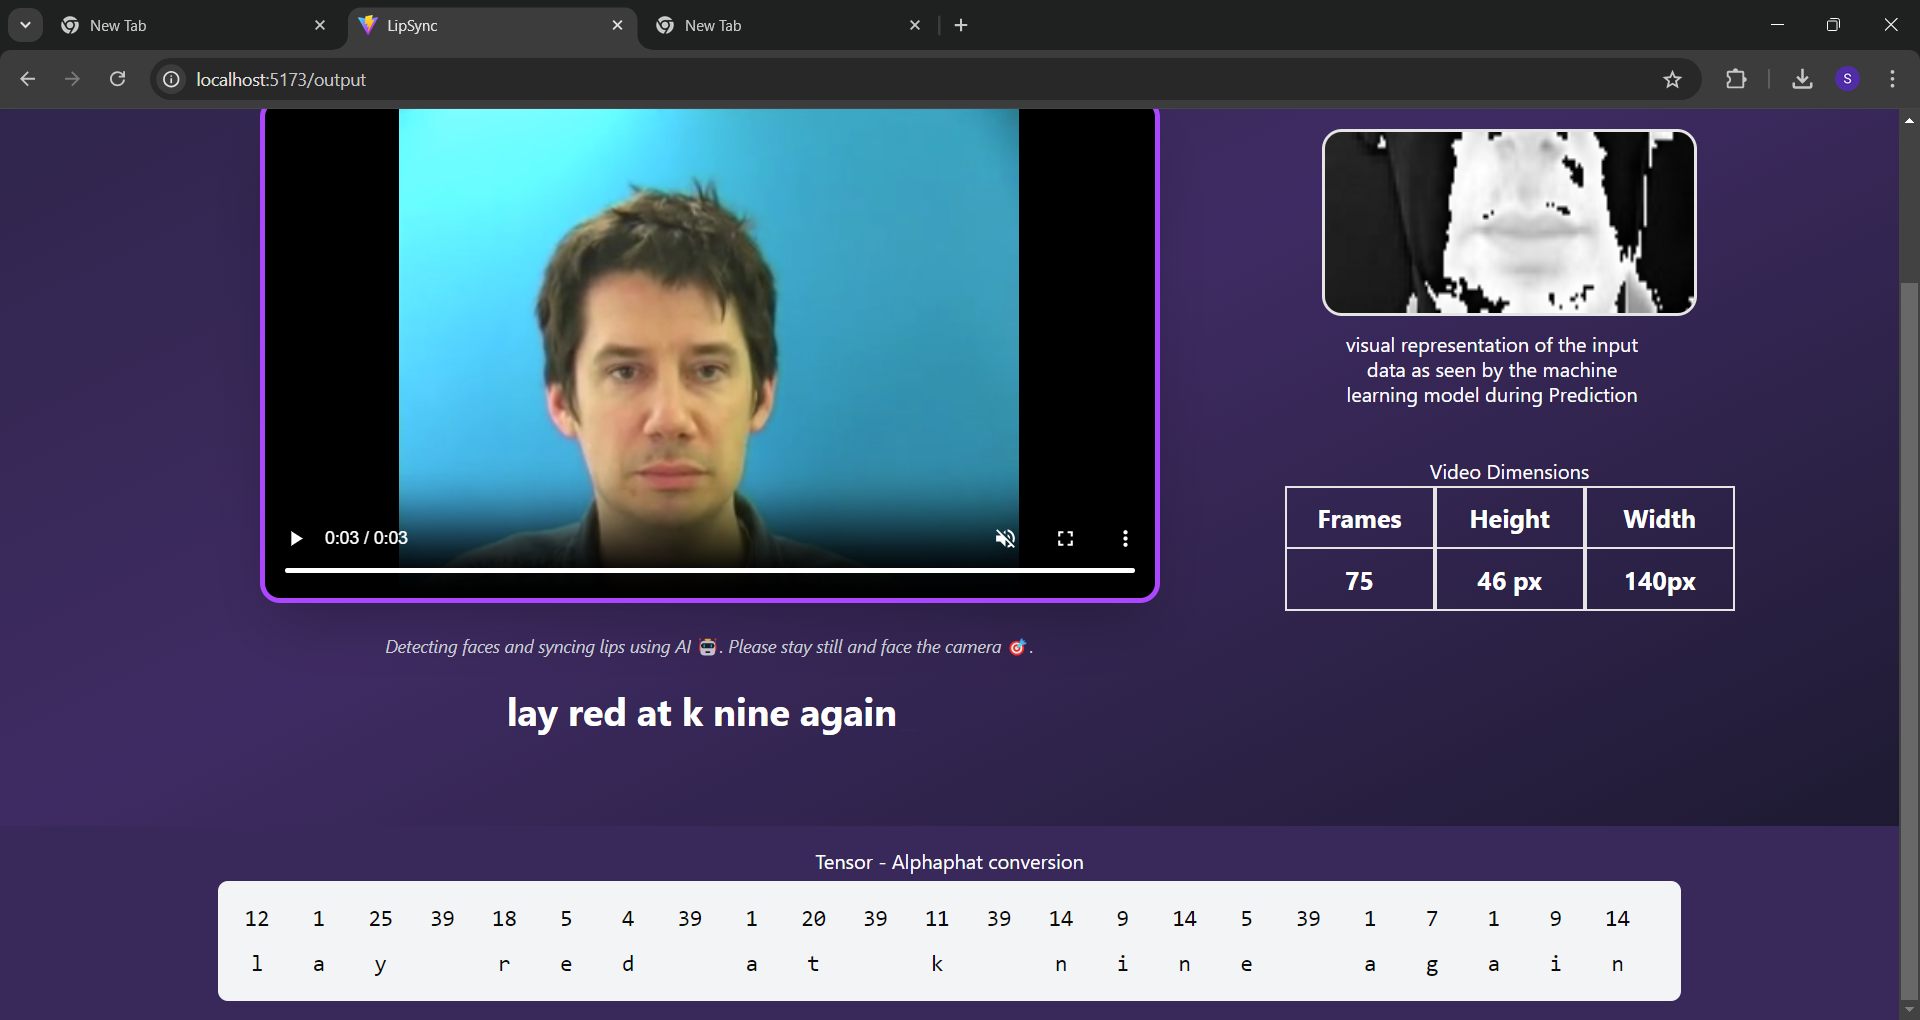 New Tab
LipSync
New Tab
localhost:5173/output
S
0:03 / 0:03
visual representation of the input
data as seen by the machine
learning model during Prediction
Video Dimensions
Frames Height Width
75 46 px 140px
Detecting faces and syncing lips using AI 🤖. Please stay still and face the camera 🎯.
lay red at k nine again
Tensor - Alphaphat conversion
12 1 25 39 18 5 4 39 1 20 39 11 39 14 9 14 5 39 1 7 1 9 14
l a y r e d a t k n i n e a g a i n